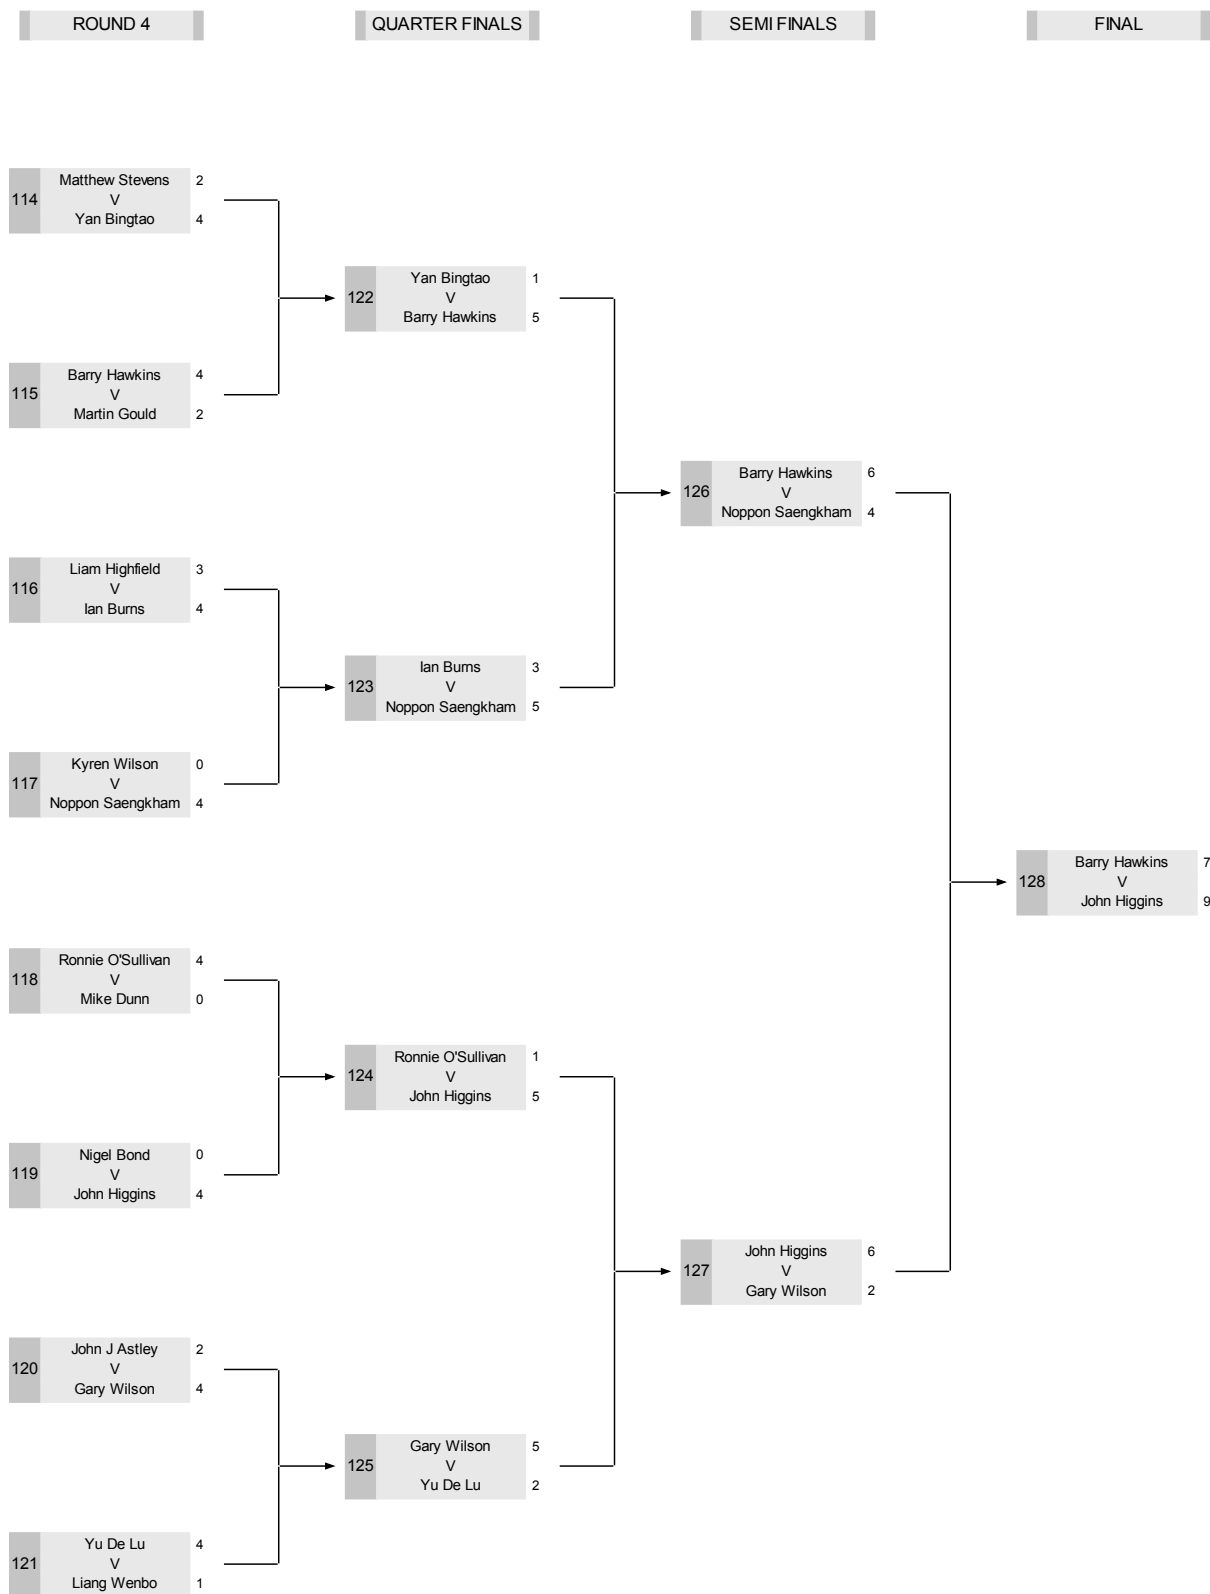 ROUND 4
QUARTER FINALS
SEMI FINALS
FINAL
114
Matthew Stevens 2
V
Yan Bingtao 4
115
Barry Hawkins 4
V
Martin Gould 2
116
Liam Highfield 3
V
Ian Burns 4
117
Kyren Wilson 0
V
Noppon Saengkham 4
118
Ronnie O'Sullivan 4
V
Mike Dunn 0
119
Nigel Bond 0
V
John Higgins 4
120
John J Astley 2
V
Gary Wilson 4
121
Yu De Lu 4
V
Liang Wenbo 1
122
Yan Bingtao 1
V
Barry Hawkins 5
123
Ian Burns 3
V
Noppon Saengkham 5
124
Ronnie O'Sullivan 1
V
John Higgins 5
125
Gary Wilson 5
V
Yu De Lu 2
126
Barry Hawkins 6
V
Noppon Saengkham 4
127
John Higgins 6
V
Gary Wilson 2
128
Barry Hawkins 7
V
John Higgins 9